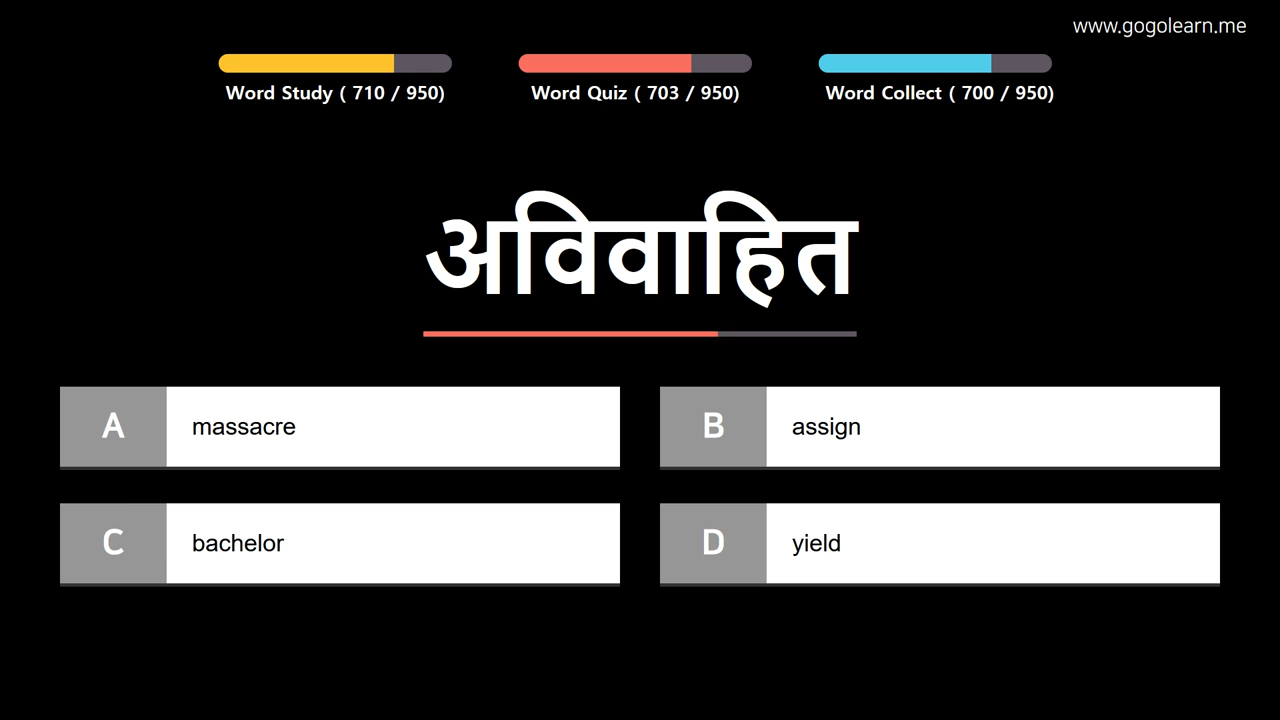 www.gogolearn.me
Word Study ( 710 / 950)
Word Quiz ( 703 / 950)
Word Collect ( 700 / 950)
अविवाहित
A massacre
B assign
C bachelor
D yield